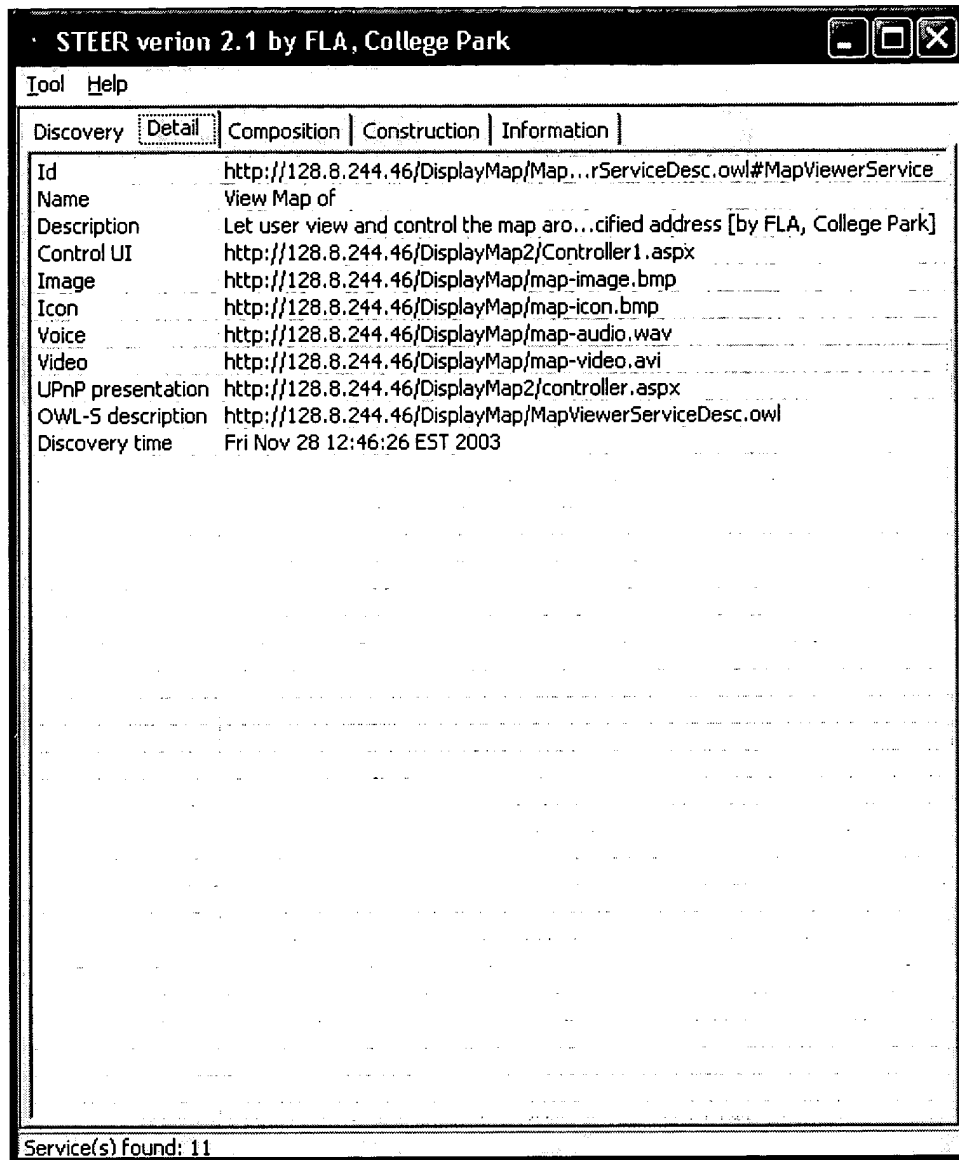 STEER verion 2.1 by FLA, College Park
Tool Help
Discovery Detail Composition Construction Information
Id http://128.8.244.46/DisplayMap/Map...rServiceDesc.owl#MapViewerService
Name View Map of
Description Let user view and control the map aro...cified address [by FLA, College Park]
Control UI http://128.8.244.46/DisplayMap2/Controller1.aspx
Image http://128.8.244.46/DisplayMap/map-image.bmp
Icon http://128.8.244.46/DisplayMap/map-icon.bmp
Voice http://128.8.244.46/DisplayMap/map-audio.wav
Video http://128.8.244.46/DisplayMap/map-video.avi
UPnP presentation http://128.8.244.46/DisplayMap2/controller.aspx
OWL-S description http://128.8.244.46/DisplayMap/MapViewerServiceDesc.owl
Discovery time Fri Nov 28 12:46:26 EST 2003
Service(s) found: 11